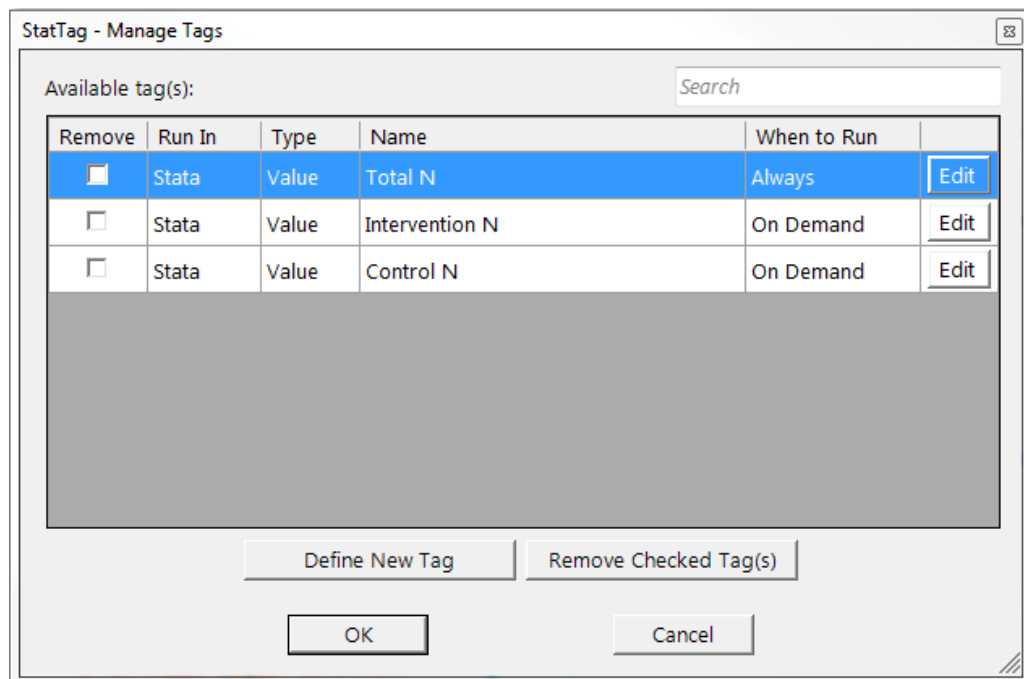 StatTag - Manage Tags
Available tag(s): Search
Remove Run In Type Name When to Run
Stata Value Total N Always Edit
Stata Value Intervention N On Demand Edit
Stata Value Control N On Demand Edit
Define New Tag Remove Checked Tag(s)
OK Cancel